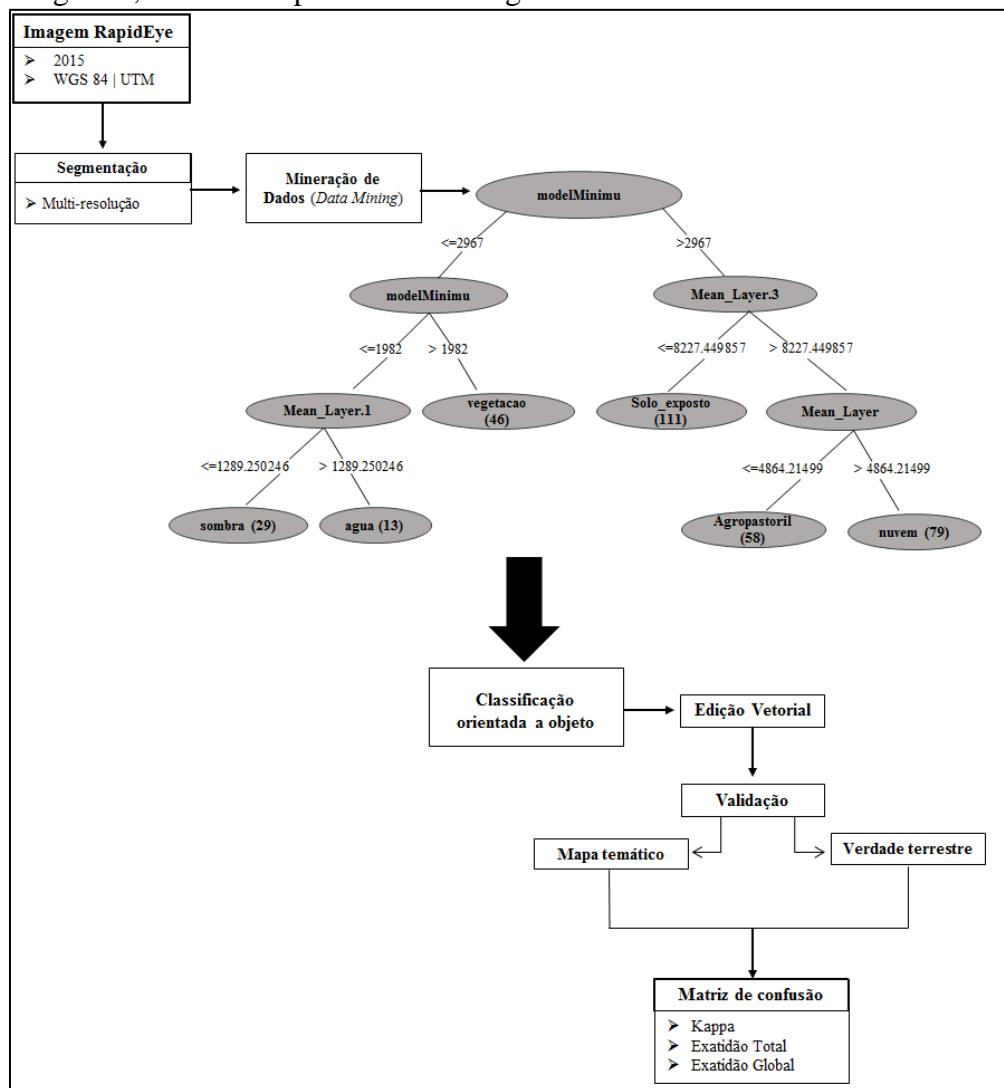 Imagem RapidEye
➤ 2015
➤ WGS 84 | UTM
Segmentação
➤ Multi-resolução
Mineração de
Dados (Data Mining)
modelMinimu
<=2967
>2967
modelMinimu
Mean_Layer.3
<=1982
> 1982
<=8227.449857
> 8227.449857
Mean_Layer.1
vegetacao
(46)
Solo_exposto
(111)
Mean_Layer
<=1289.250246
> 1289.250246
<=4864.21499
> 4864.21499
sombra (29)
agua (13)
Agropastoril
(58)
nuvem (79)
Classificação
orientada a objeto
Edição Vetorial
Validação
Mapa temático
Verdade terrestre
Matriz de confusão
➤ Kappa
➤ Exatidão Total
➤ Exatidão Global